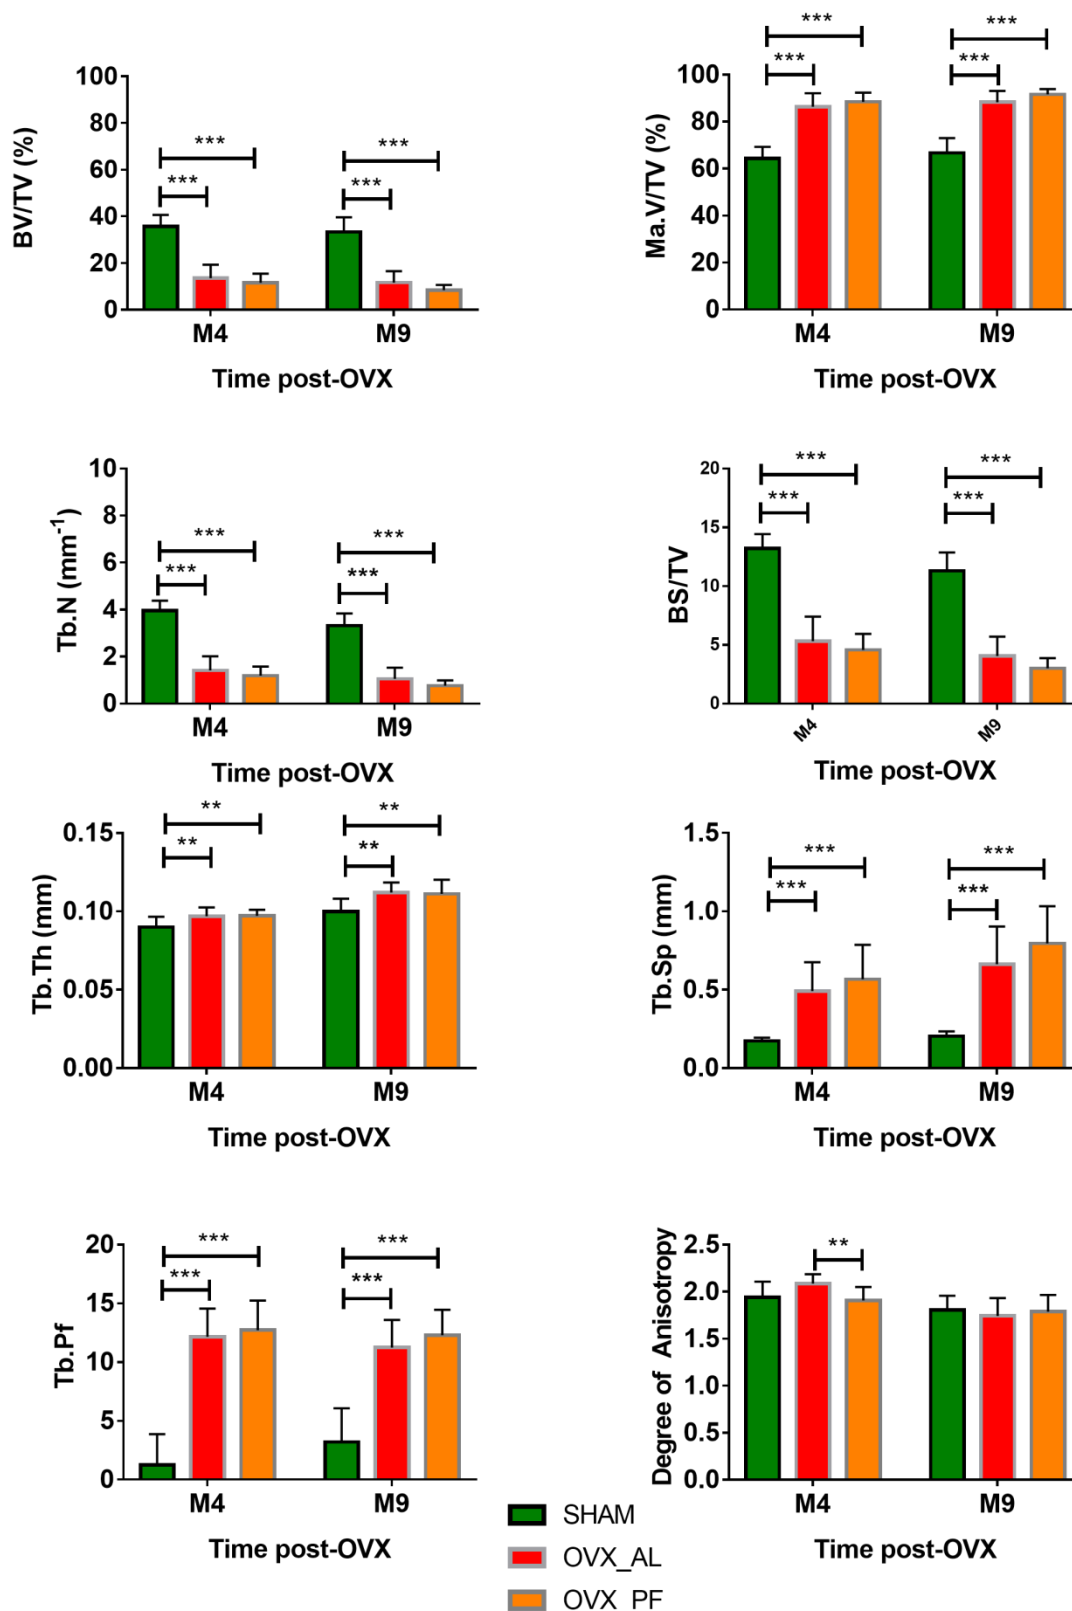 BV/TV (%)
100
80
60
40
20
0
***
***
***
***
M4
M9
Time post-OVX
Ma.V/TV (%)
100
80
60
40
20
0
***
***
***
***
M4
M9
Time post-OVX
Tb.N (mm⁻¹)
10
8
6
4
2
0
***
***
***
***
M4
M9
Time post-OVX
BS/TV
20
15
10
5
0
***
***
***
***
M4
M9
Time post-OVX
Tb.Th (mm)
0.15
0.10
0.05
0.00
**
**
**
**
M4
M9
Time post-OVX
Tb.Sp (mm)
1.5
1.0
0.5
0.0
***
***
***
***
M4
M9
Time post-OVX
Tb.Pf
20
15
10
5
0
***
***
***
***
M4
M9
Time post-OVX
Degree of Anisotropy
2.5
2.0
1.5
1.0
0.5
0.0
**
M4
M9
Time post-OVX
SHAM
OVX_AL
OVX_PF